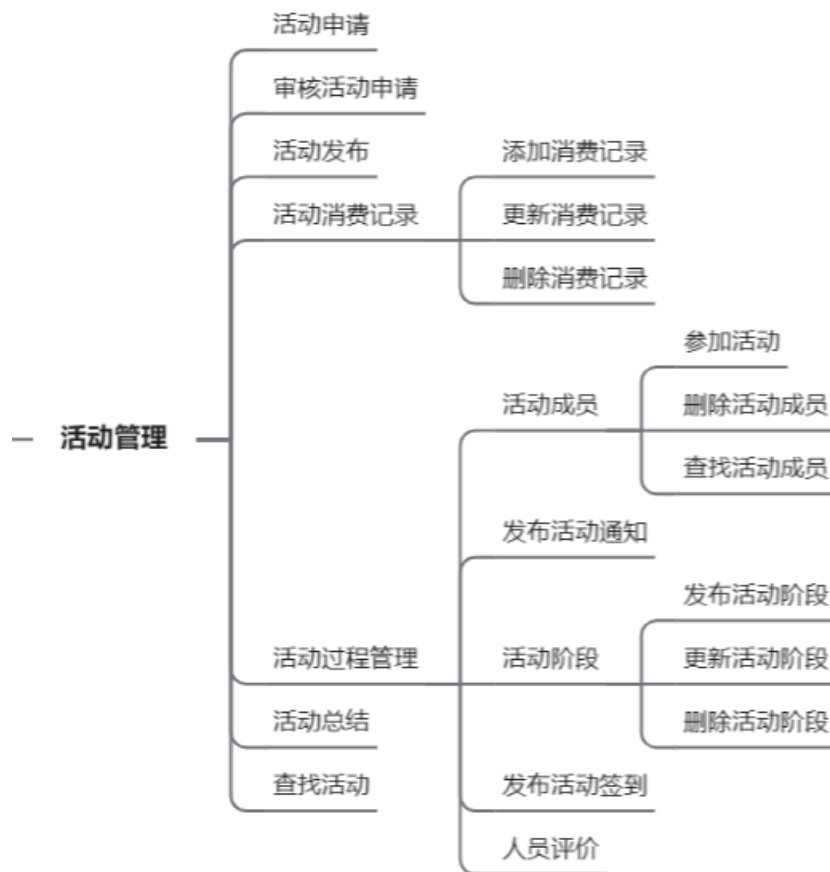 活动申请
审核活动申请
活动发布
添加消费记录
活动消费记录
更新消费记录
删除消费记录
参加活动
活动成员
删除活动成员
查找活动成员
活动管理
发布活动通知
发布活动阶段
活动过程管理
活动阶段
更新活动阶段
活动总结
删除活动阶段
查找活动
发布活动签到
人员评价